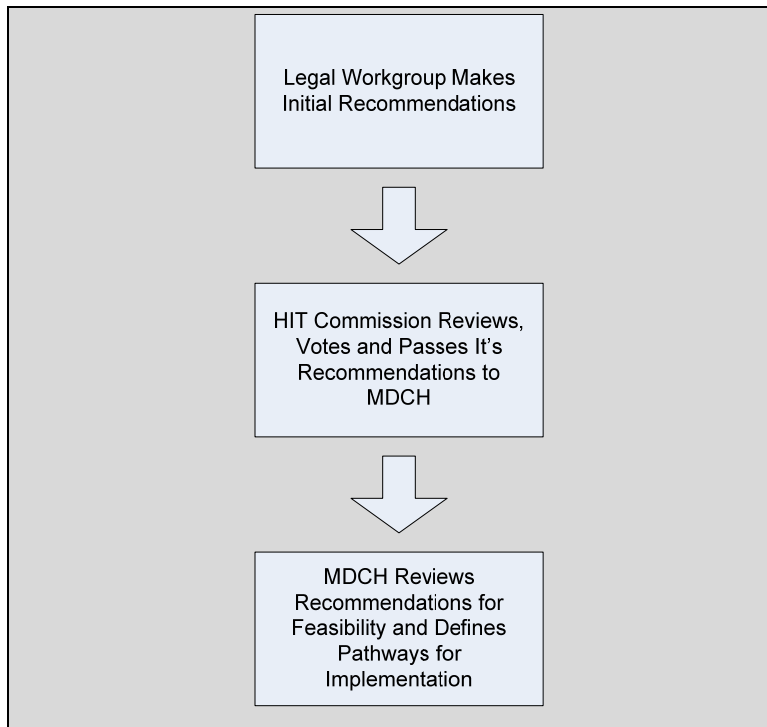 Legal Workgroup Makes
Initial Recommendations
HIT Commission Reviews,
Votes and Passes It’s
Recommendations to
MDCH
MDCH Reviews
Recommendations for
Feasibility and Defines
Pathways for
Implementation